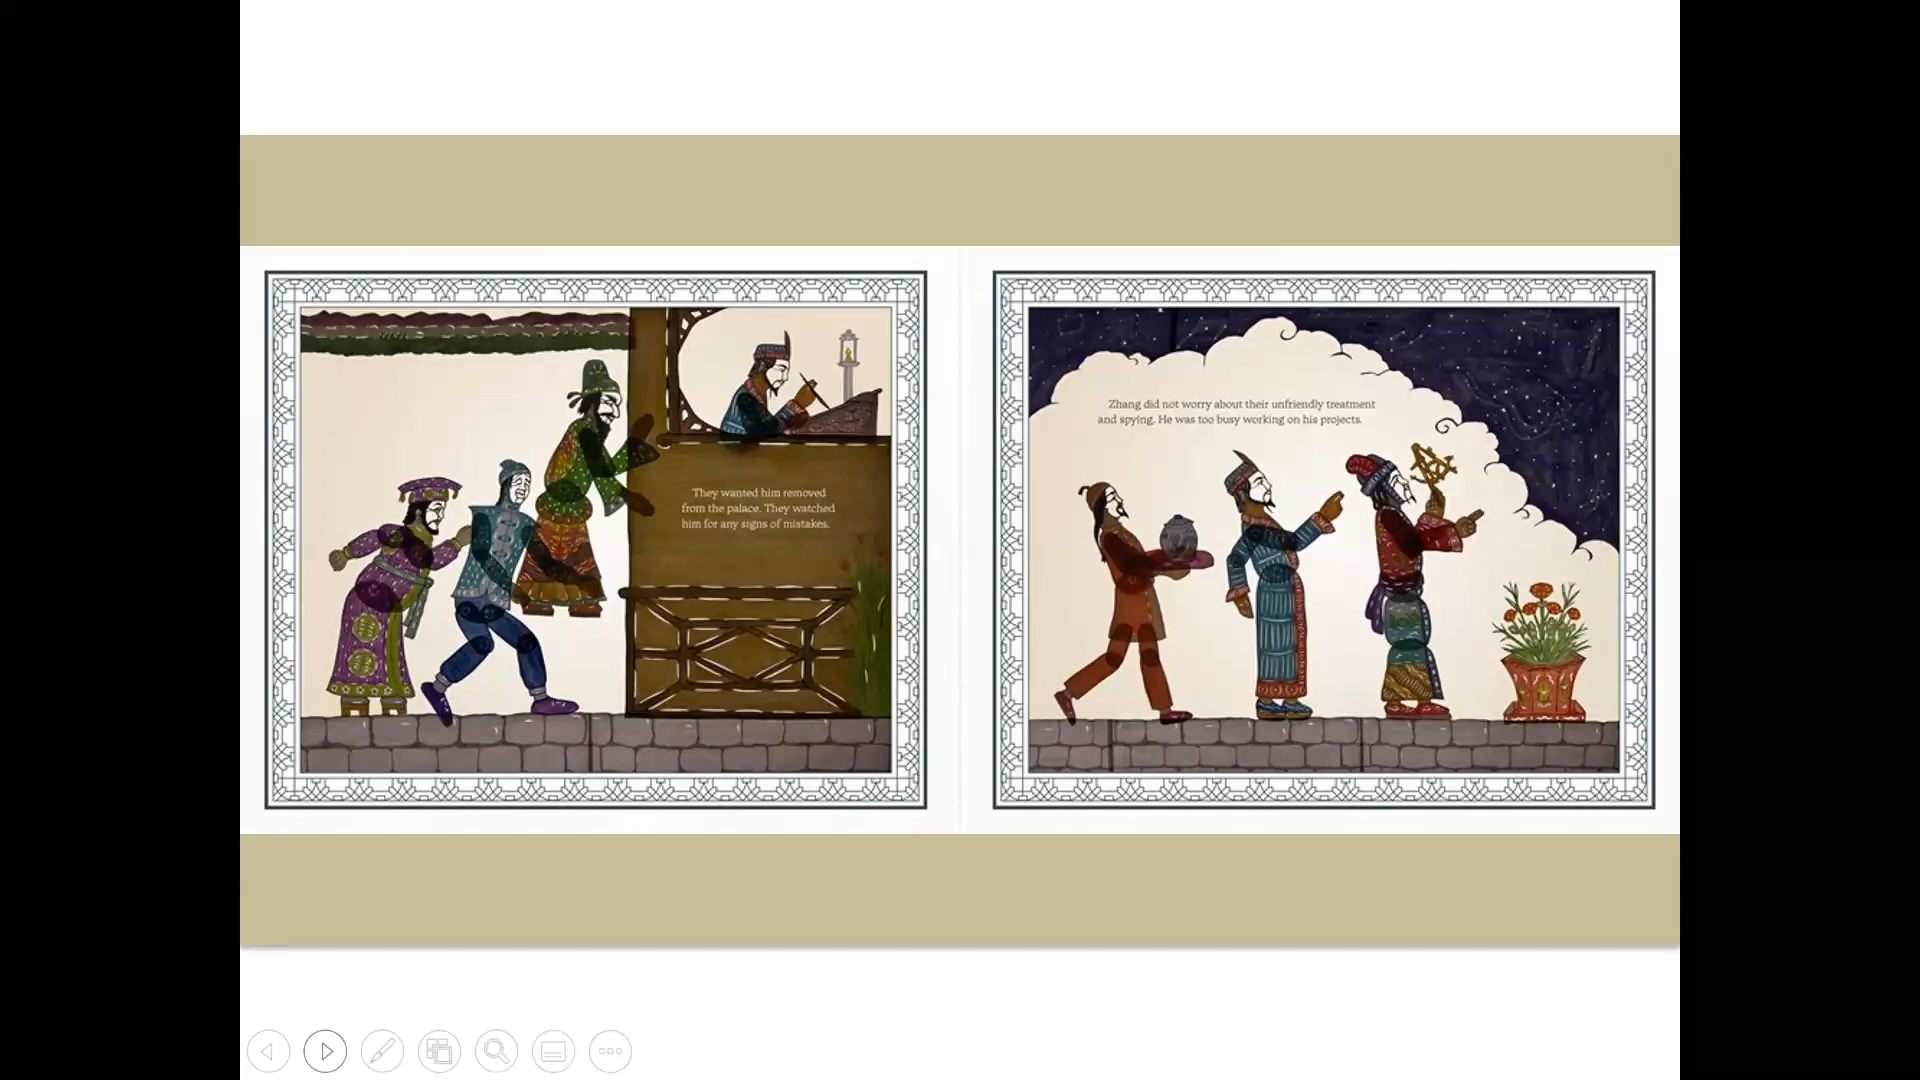 They wanted him removed
from the palace. They watched
him for any signs of mistakes.
Zhang did not worry about their unfriendly treatment
and spying. He was too busy working on his projects.